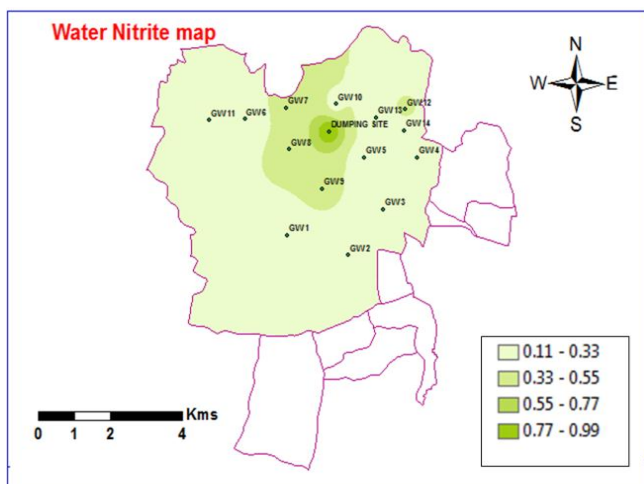 Water Nitrite map
N
W E
S
GW7
GW10
GW12
GW11
GW6
GW13
DUMPING SITE
GW14
GW8
GW5
GW4
GW9
GW3
GW1
GW2
0.11 - 0.33
0.33 - 0.55
0.55 - 0.77
0.77 - 0.99
Kms
0 1 2 4